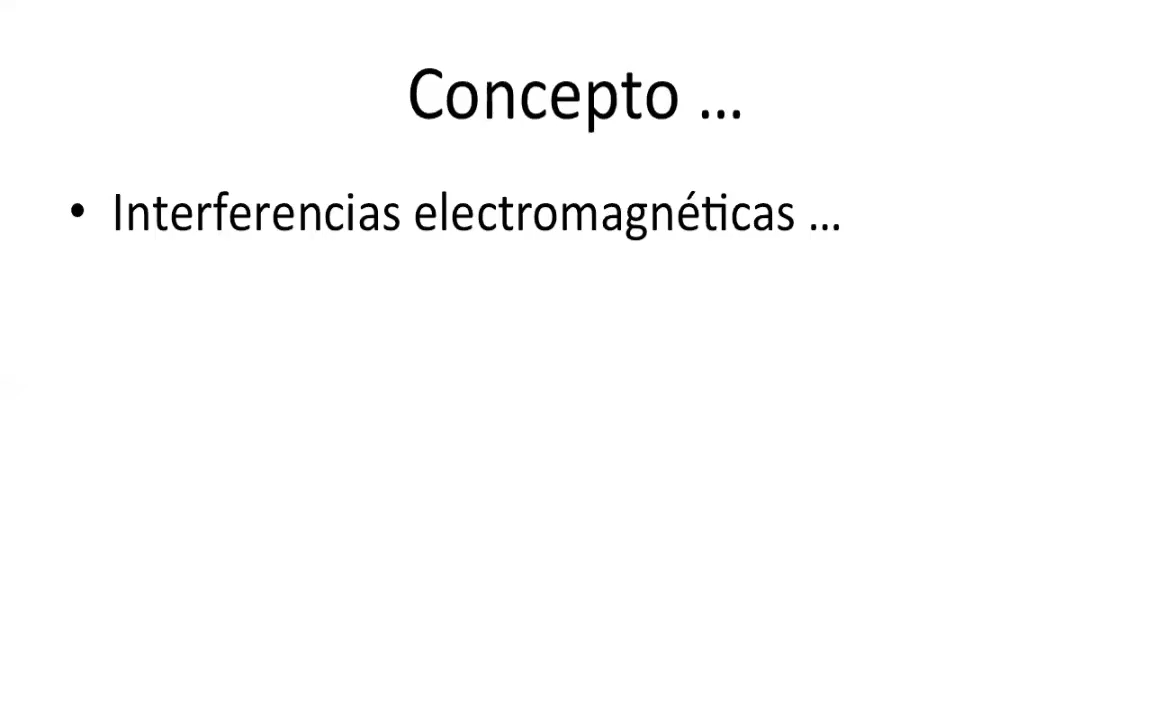 Concepto …
• Interferencias electromagnéticas …